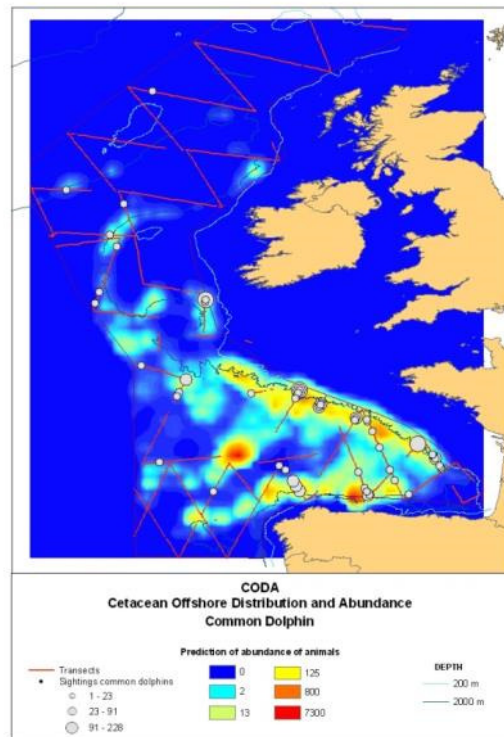 CODA
Cetacean Offshore Distribution and Abundance
Common Dolphin
Prediction of abundance of animals
Transects
Sightings common dolphins
1 - 23
23 - 91
91 - 228
0
2
13
125
800
7300
DEPTH
200 m
2000 m